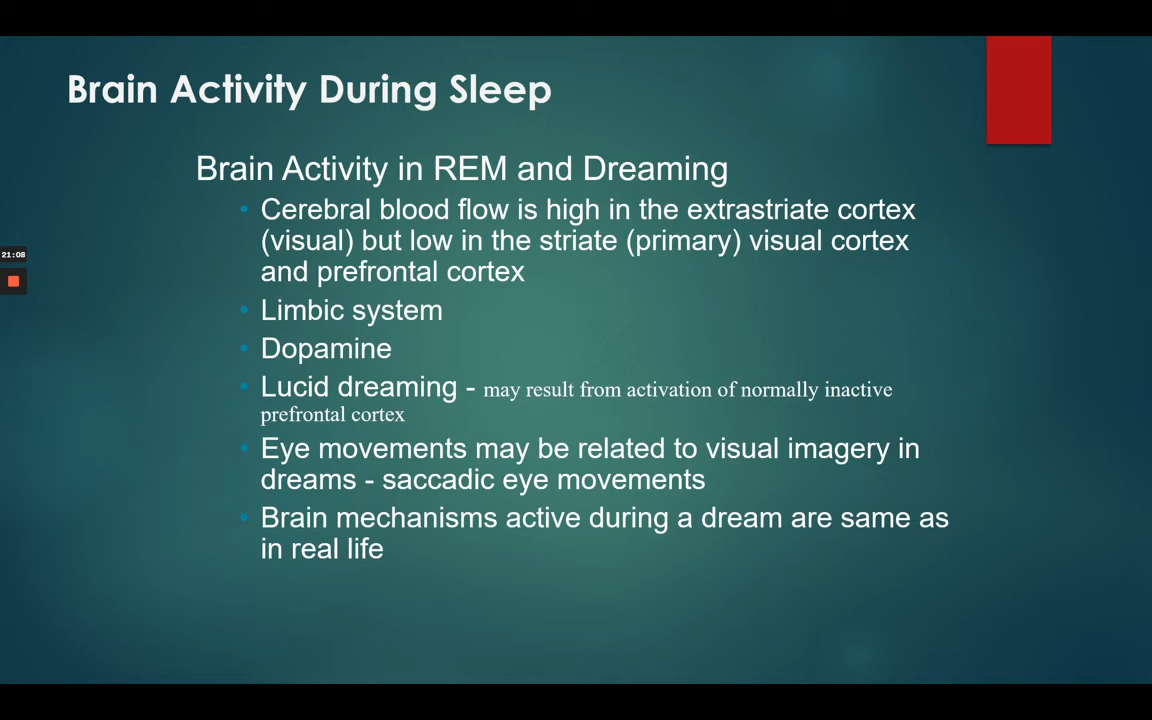 Brain Activity During Sleep
Brain Activity in REM and Dreaming
• Cerebral blood flow is high in the extrastriate cortex
(visual) but low in the striate (primary) visual cortex
and prefrontal cortex
21:08
• Limbic system
• Dopamine
• Lucid dreaming - may result from activation of normally inactive
prefrontal cortex
• Eye movements may be related to visual imagery in
dreams - saccadic eye movements
• Brain mechanisms active during a dream are same as
in real life